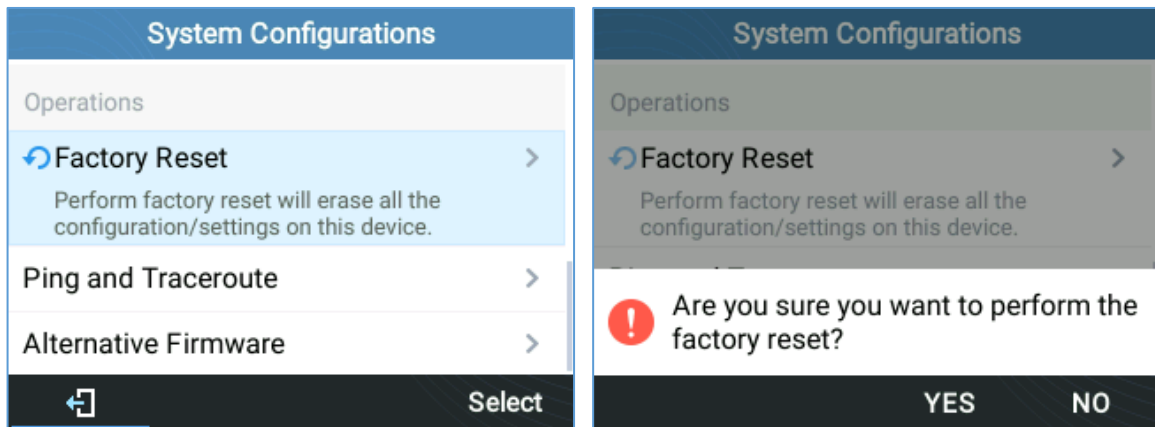 System Configurations
Operations
Factory Reset
Perform factory reset will erase all the
configuration/settings on this device.
Ping and Traceroute
Alternative Firmware
Select
System Configurations
Operations
Factory Reset
Perform factory reset will erase all the
configuration/settings on this device.
Are you sure you want to perform the
factory reset?
YES NO